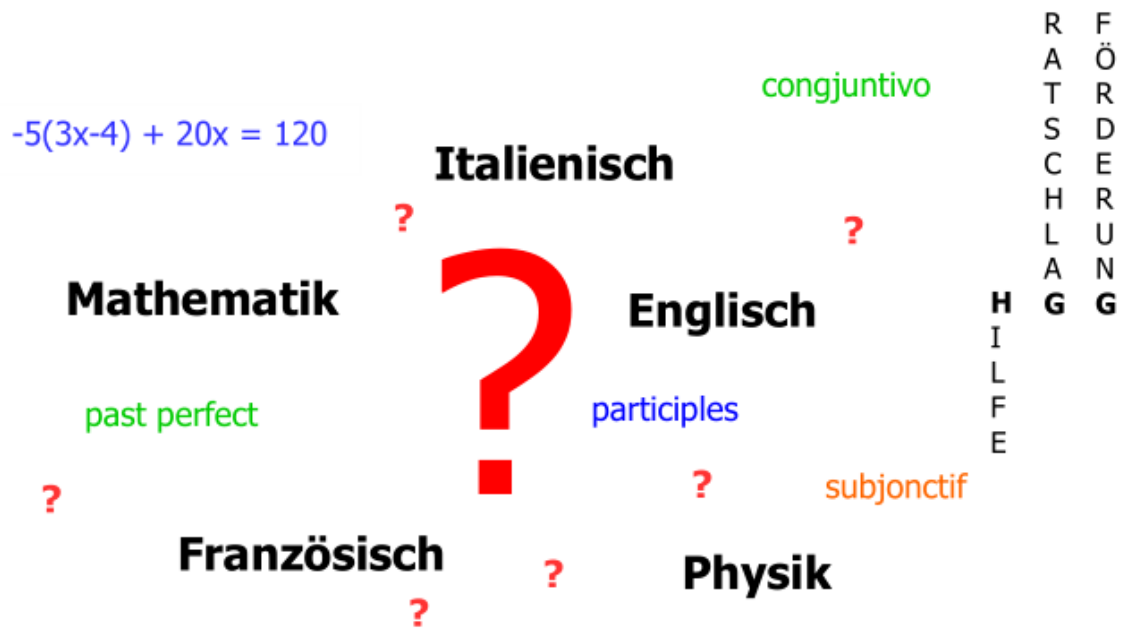 congjuntivo
-5(3x-4) + 20x = 120
Italienisch
?
?
Mathematik
?
Englisch
past perfect
participles
?
?
subjonctif
Französisch
?
Physik
?
HILFE
RATSCHLAG
FÖRDERUNG